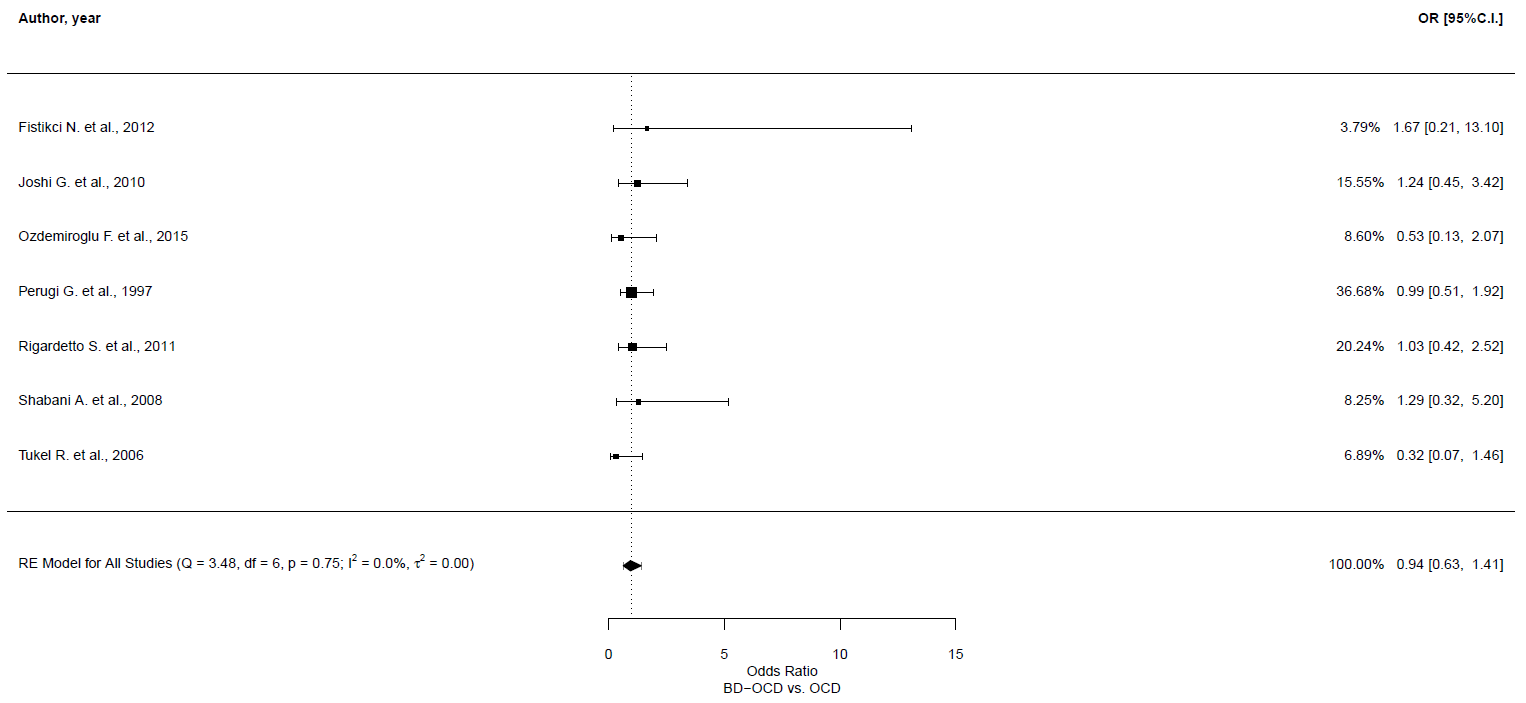 Author, year OR [95%C.I.]
Fistikci N. et al., 2012 3.79% 1.67 [0.21, 13.10]
Joshi G. et al., 2010 15.55% 1.24 [0.45, 3.42]
Ozdemiroglu F. et al., 2015 8.60% 0.53 [0.13, 2.07]
Perugi G. et al., 1997 36.68% 0.99 [0.51, 1.92]
Rigardetto S. et al., 2011 20.24% 1.03 [0.42, 2.52]
Shabani A. et al., 2008 8.25% 1.29 [0.32, 5.20]
Tukel R. et al., 2006 6.89% 0.32 [0.07, 1.46]
RE Model for All Studies (Q = 3.48, df = 6, p = 0.75; I² = 0.0%, τ² = 0.00) 100.00% 0.94 [0.63, 1.41]
0 5 10 15
Odds Ratio
BD−OCD vs. OCD